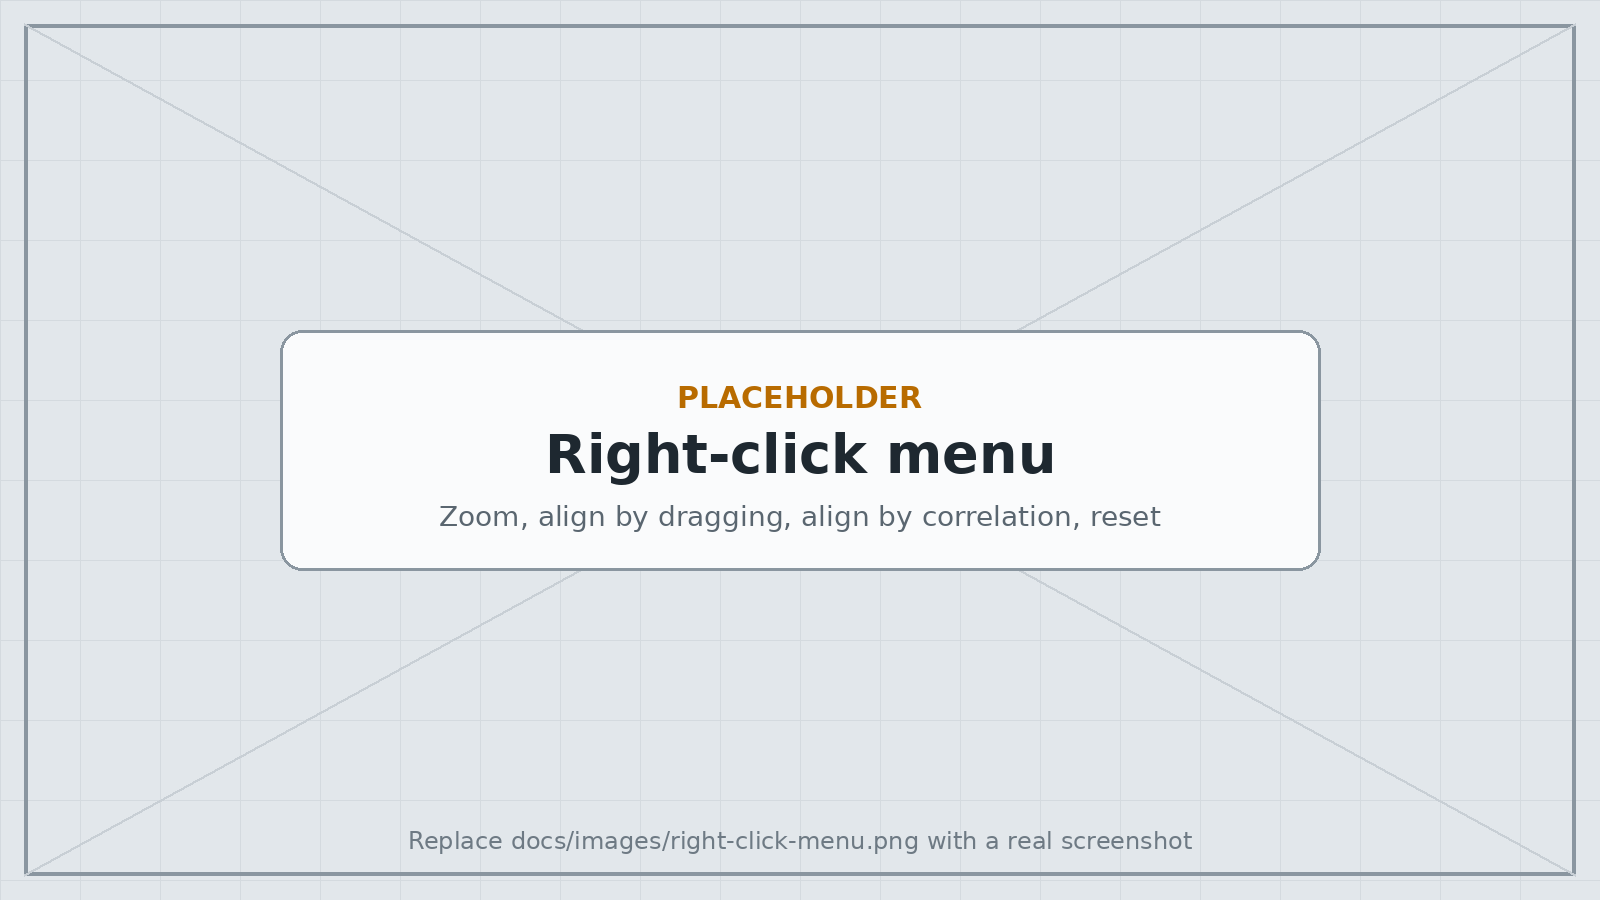 PLACEHOLDER
Right-click menu
Zoom, align by dragging, align by correlation, reset
Replace docs/images/right-click-menu.png with a real screenshot